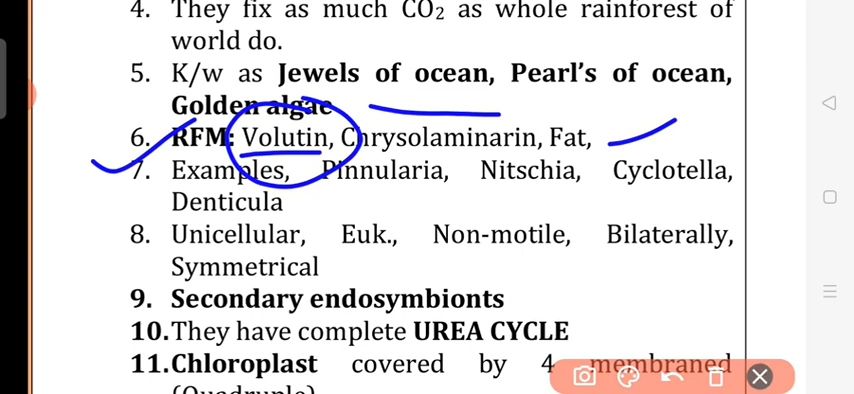 4. They fix as much CO₂ as whole rainforest of
world do.
5. K/w as Jewels of ocean, Pearl's of ocean,
Golden algae
6. RFM: Volutin, Chrysolaminarin, Fat,
7. Examples, Pinnularia, Nitschia, Cyclotella,
Denticula
8. Unicellular, Euk., Non-motile, Bilaterally,
Symmetrical
9. Secondary endosymbionts
10. They have complete UREA CYCLE
11. Chloroplast covered by 4 membraned
(Quadruple)